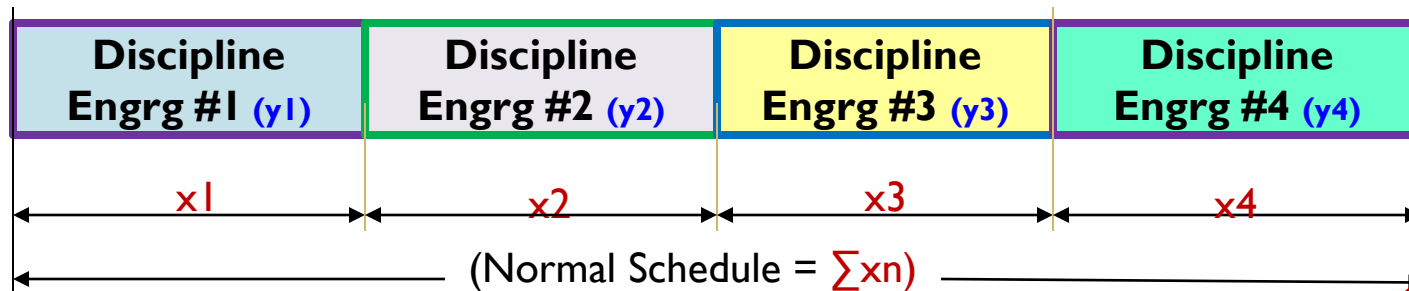 Discipline
Engrg #1 (y1)
Discipline
Engrg #2 (y2)
Discipline
Engrg #3 (y3)
Discipline
Engrg #4 (y4)
x1
x2
x3
x4
(Normal Schedule = ∑xn)